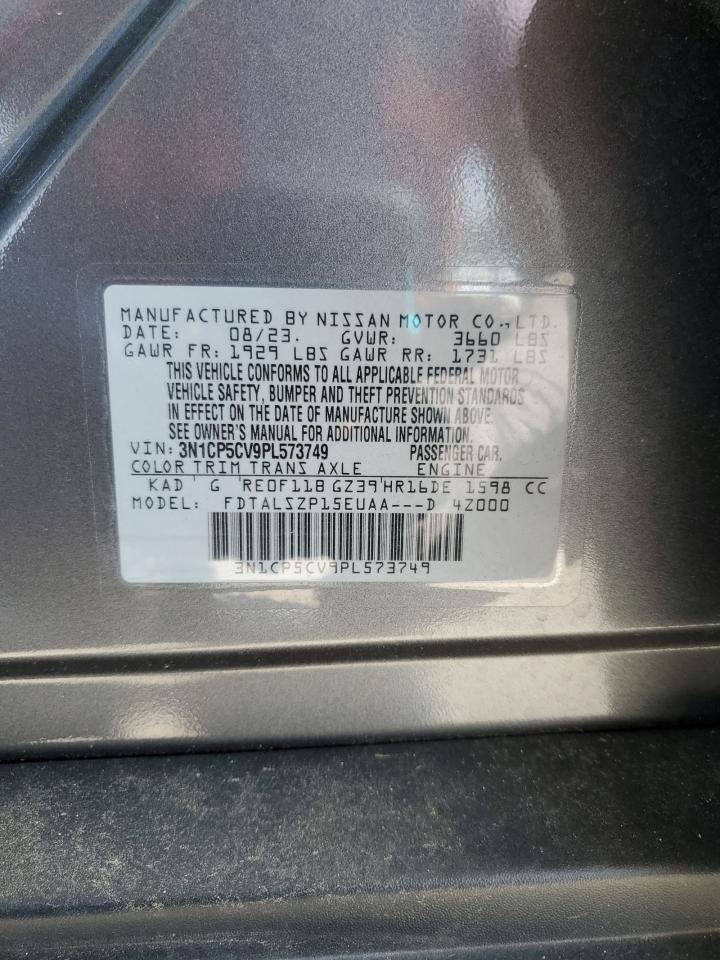 MANUFACTURED BY NISSAN MOTOR CO., LTD.
DATE: 08/23. GVWR: 3660 LBS
GAWR FR: 1929 LBS GAWR RR: 1731 LBS
THIS VEHICLE CONFORMS TO ALL APPLICABLE FEDERAL MOTOR
VEHICLE SAFETY, BUMPER AND THEFT PREVENTION STANDARDS
IN EFFECT ON THE DATE OF MANUFACTURE SHOWN ABOVE.
SEE OWNER'S MANUAL FOR ADDITIONAL INFORMATION.
VIN: 3N1CP5CV9PL573749 PASSENGER CAR.
COLOR TRIM TRANS AXLE ENGINE
KAD G RE0F11B GZ39 HR16DE 1598 CC
MODEL: FDTALSZP15EUAA---D 4Z000
3N1CP5CV9PL573749